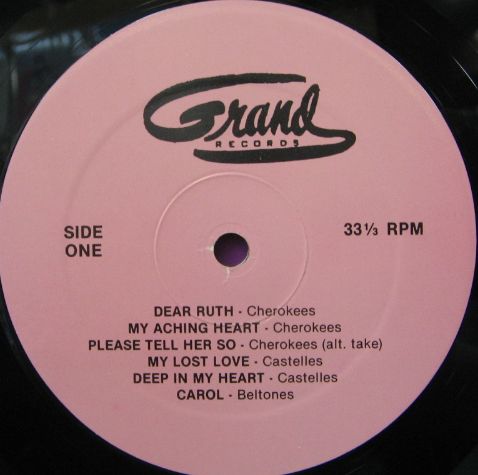 Grand
RECORDS
SIDE
ONE
33⅓ RPM
DEAR RUTH - Cherokees
MY ACHING HEART - Cherokees
PLEASE TELL HER SO - Cherokees (alt. take)
MY LOST LOVE - Castelles
DEEP IN MY HEART - Castelles
CAROL - Beltones